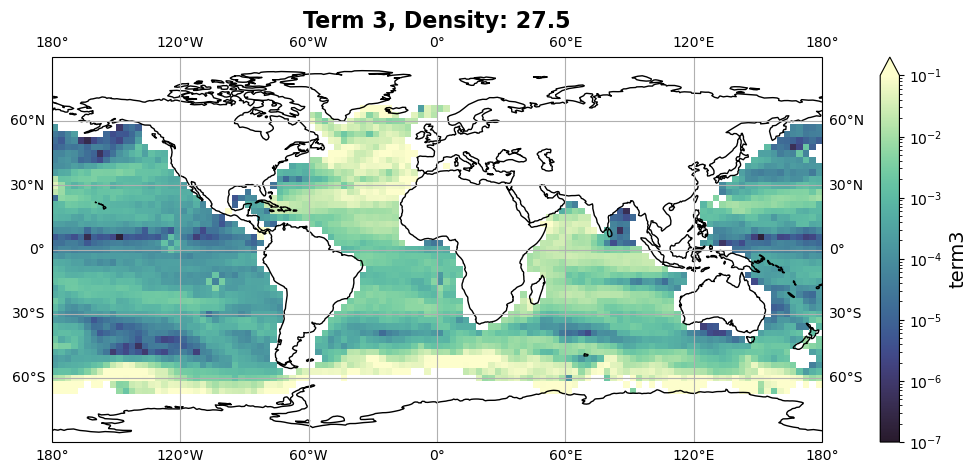 Term 3, Density: 27.5
180° 120°W 60°W 0° 60°E 120°E 180°
60°N 60°N
30°N 30°N
0° 0°
30°S 30°S
60°S 60°S
180° 120°W 60°W 0° 60°E 120°E 180°
10⁻¹
10⁻²
10⁻³
10⁻⁴
10⁻⁵
10⁻⁶
10⁻⁷
term3